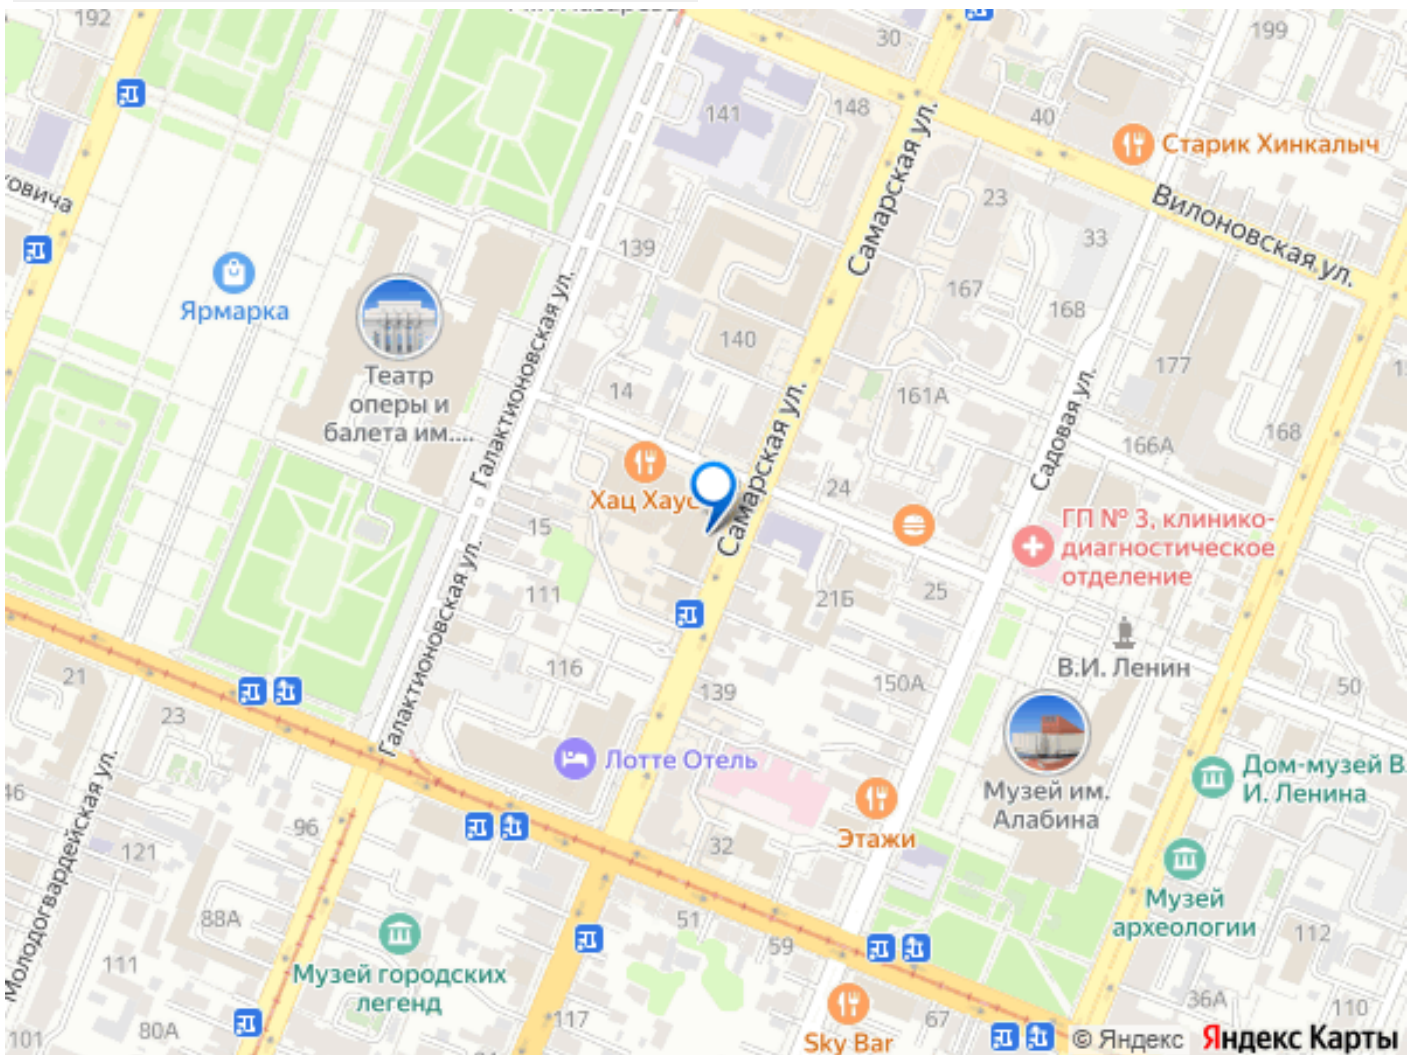 192
30
199
141
148
40
Старик Хинкалыч
Самарская ул.
Вилоновская ул.
овича
23
33
139
167
168
Ярмарка
Галактионовская ул.
140
177
Театр
оперы и
балета им....
14
161А
Садовая ул.
166А
168
Самарская ул.
Хац Хаус
24
15
ГП № 3, клинико-
диагностическое
отделение
111
21Б
25
Галактионовская ул.
В.И. Ленин
116
139
150А
50
21
23
Лотте Отель
Музей им.
Алабина
Дом-музей В.
И. Ленина
Молодогвардейская ул.
46
96
121
32
Этажи
88А
51
59
Музей
археологии
112
111
Музей городских
легенд
36А
110
101
80А
117
Sky Bar
67
© Яндекс Яндекс Карты